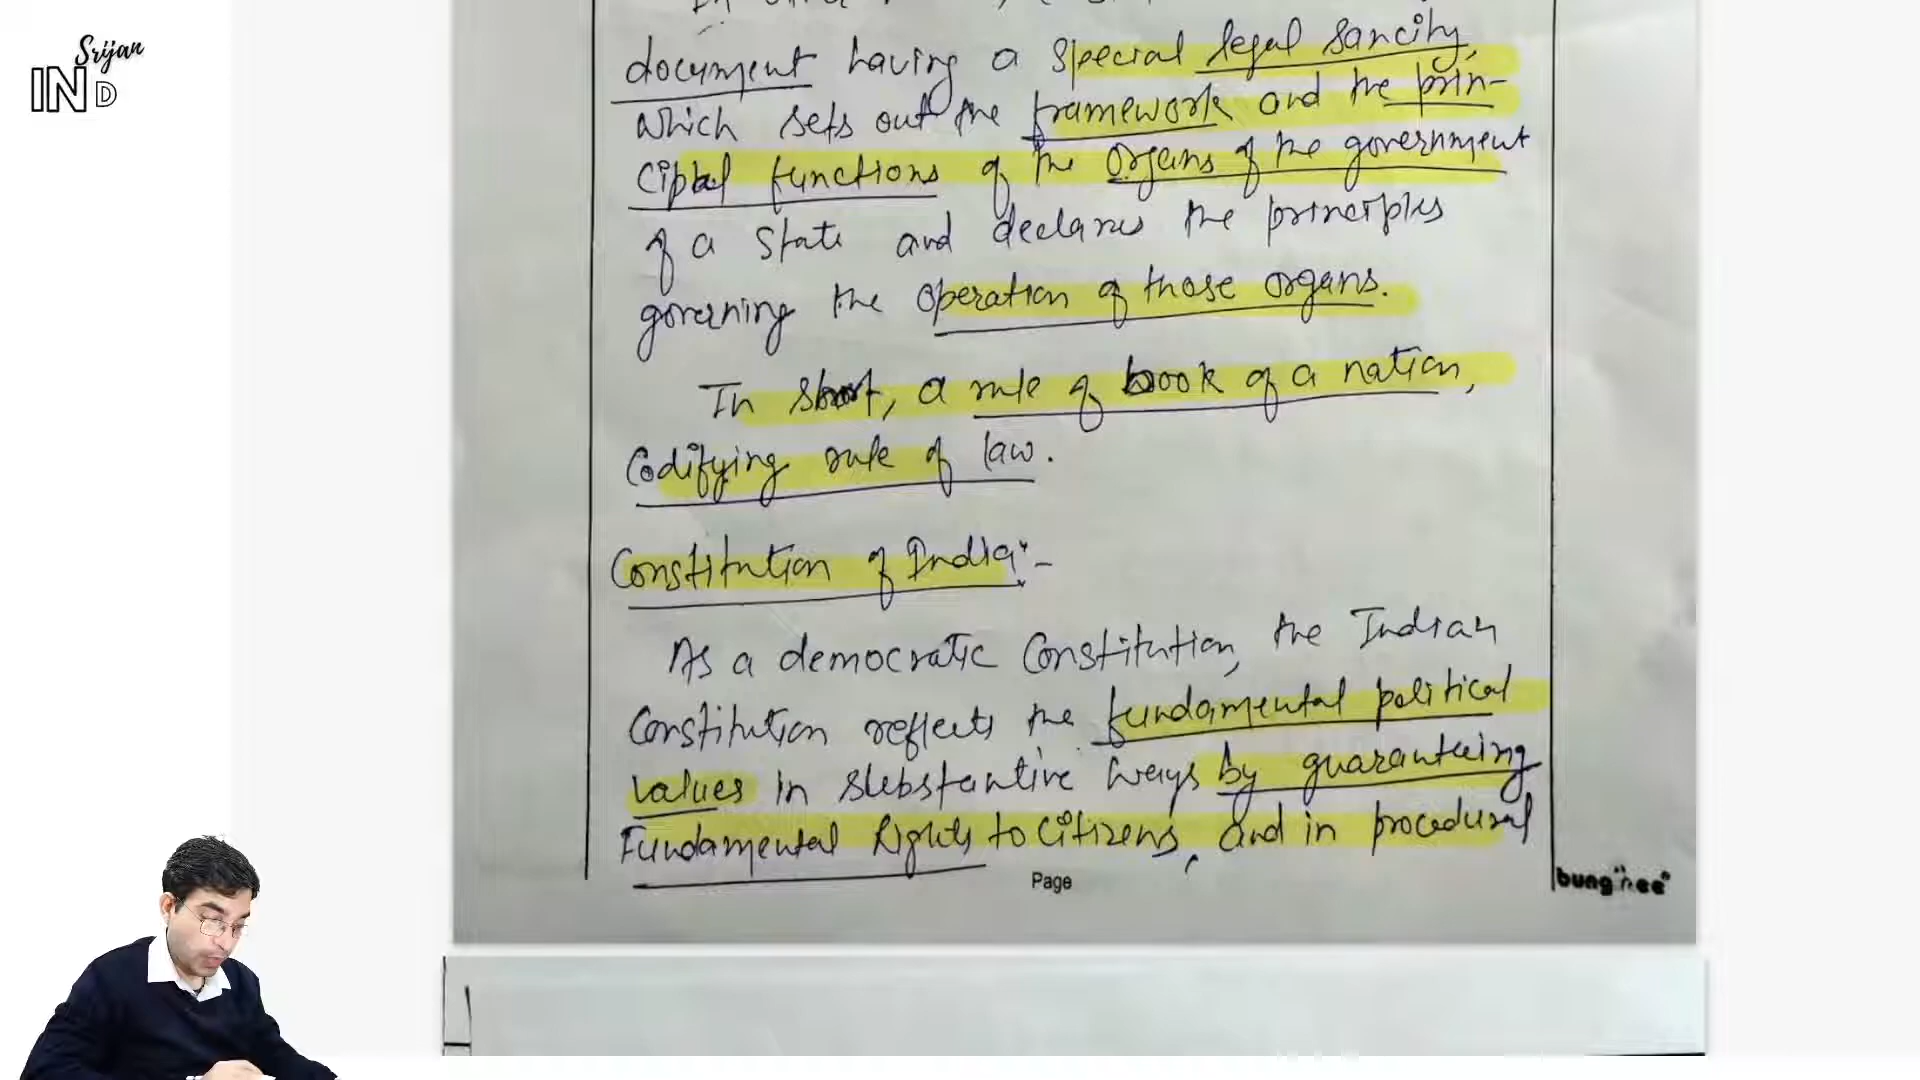 Srijan
IND
In
document having a special legal sancity,
which sets out the framework and the prin-
cipal functions of the organs of the government
of a state and declares the principles
governing the operation of those organs.
In short, a rule of book of a nation,
Codifying rule of law.
Constitution of India:-
As a democratic Constitution, the Indian
Constitution reflects the fundamental political
values in substantive ways by guaranteeing
Fundamental Rights to Citizens, and in procedural
Page